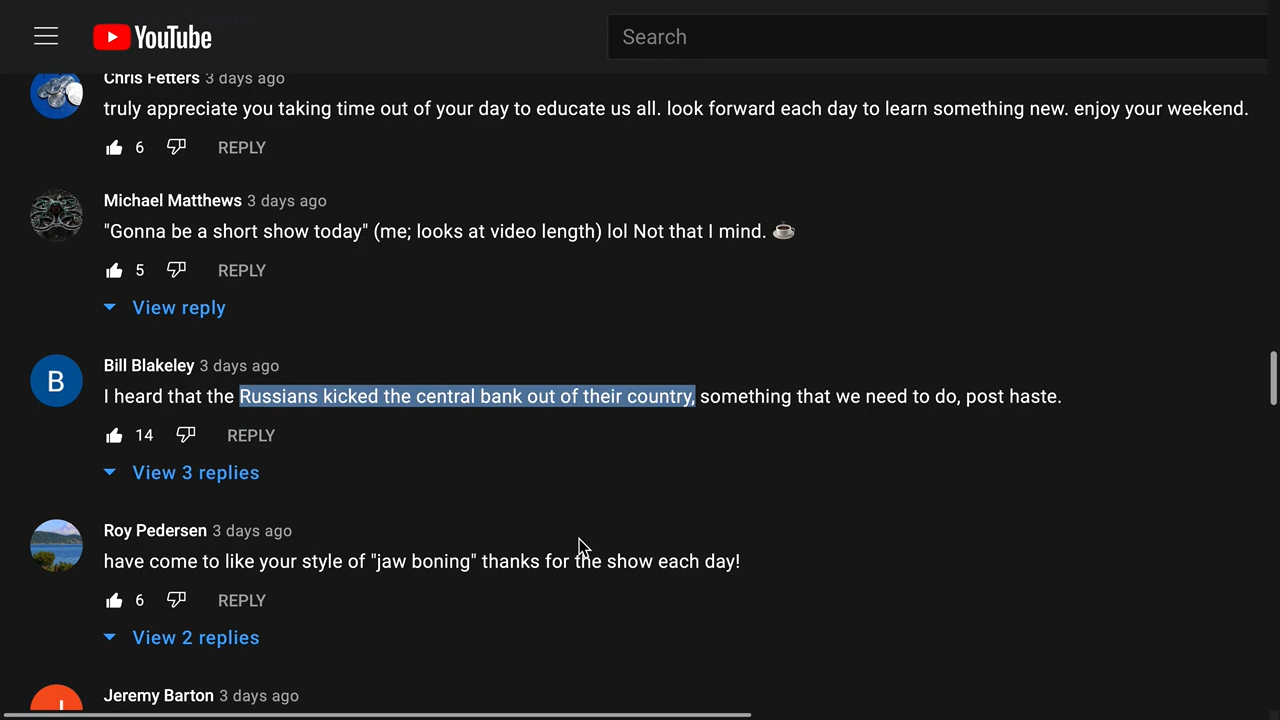 YouTube
Search
Chris Fetters 3 days ago
truly appreciate you taking time out of your day to educate us all. look forward each day to learn something new. enjoy your weekend.
6 REPLY
Michael Matthews 3 days ago
"Gonna be a short show today" (me; looks at video length) lol Not that I mind. ☕
5 REPLY
View reply
B
Bill Blakeley 3 days ago
I heard that the Russians kicked the central bank out of their country, something that we need to do, post haste.
14 REPLY
View 3 replies
Roy Pedersen 3 days ago
have come to like your style of "jaw boning" thanks for the show each day!
6 REPLY
View 2 replies
Jeremy Barton 3 days ago